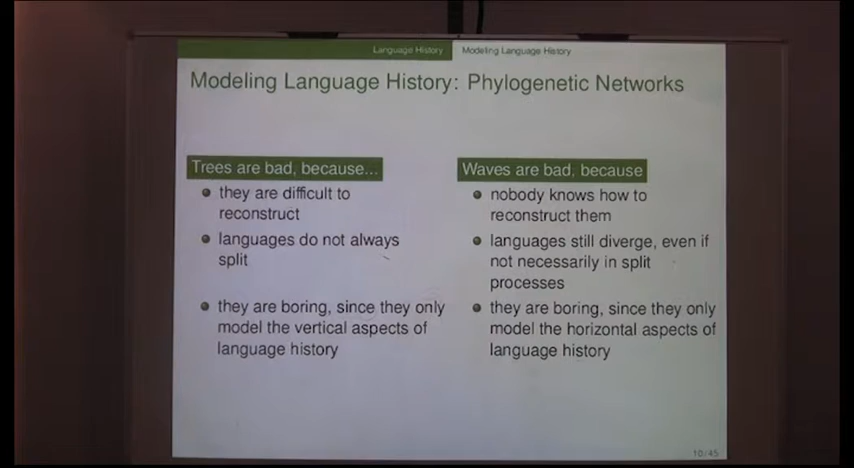 Language History
Modeling Language History
Modeling Language History: Phylogenetic Networks
Trees are bad, because...
they are difficult to
reconstruct
languages do not always
split
they are boring, since they only
model the vertical aspects of
language history
Waves are bad, because
nobody knows how to
reconstruct them
languages still diverge, even if
not necessarily in split
processes
they are boring, since they only
model the horizontal aspects of
language history
10/45